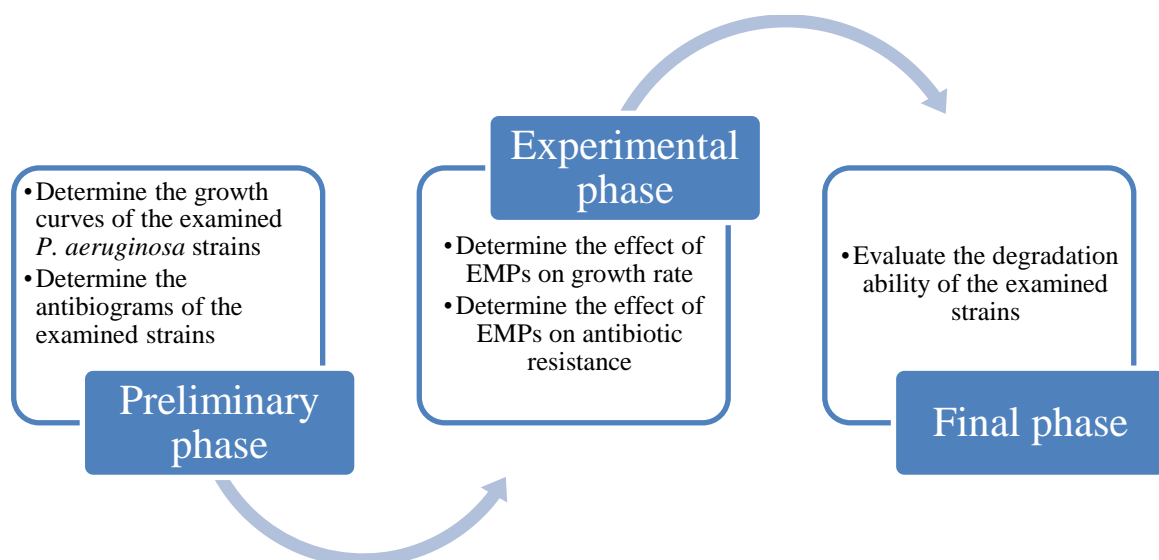 •Determine the growth
curves of the examined
P. aeruginosa strains
•Determine the
antibiograms of the
examined strains
Preliminary
phase
Experimental
phase
•Determine the effect of
EMPs on growth rate
•Determine the effect of
EMPs on antibiotic
resistance
•Evaluate the degradation
ability of the examined
strains
Final phase